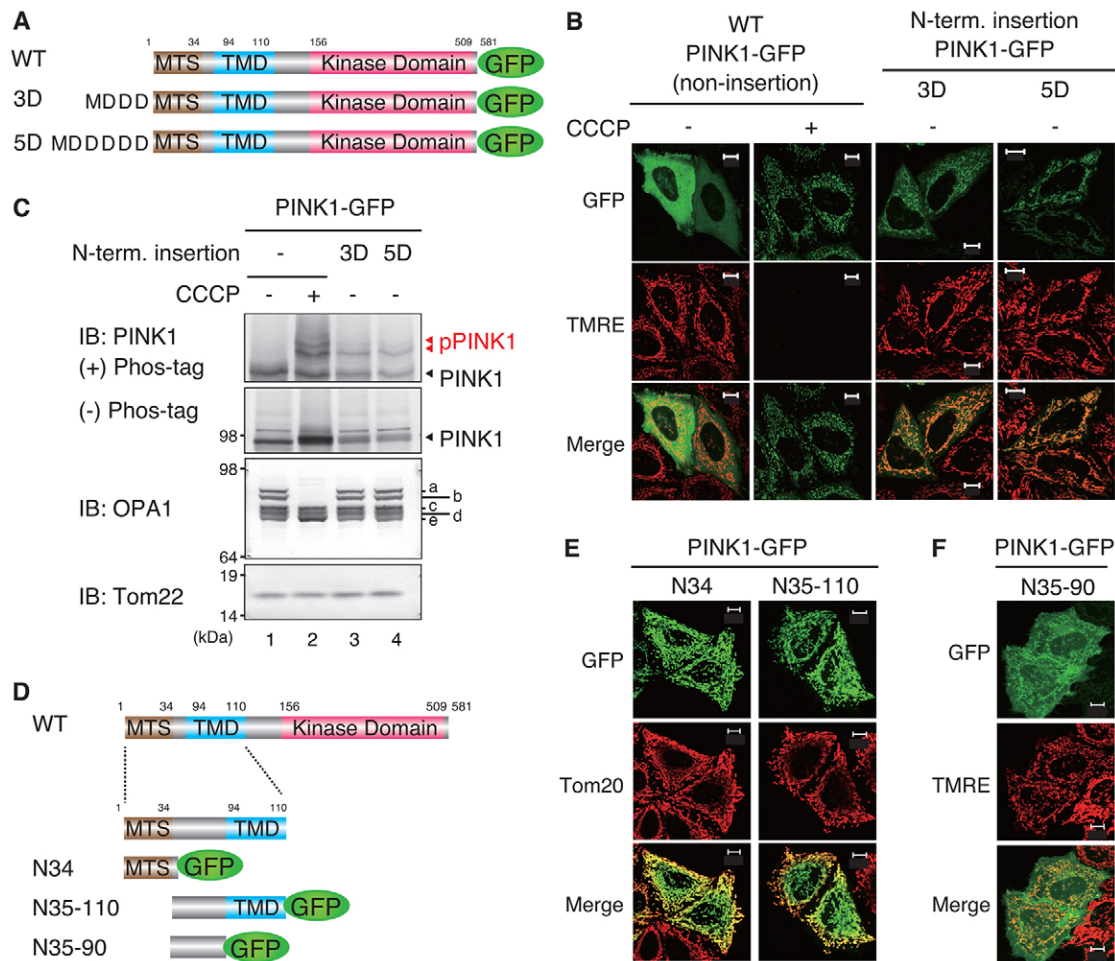 A
1 34 94 110 156 509 581
WT MTS TMD Kinase Domain GFP
3D MDDD MTS TMD Kinase Domain GFP
5D MDDDDD MTS TMD Kinase Domain GFP
B
WT
PINK1-GFP
(non-insertion)
N-term. insertion
PINK1-GFP
3D 5D
CCCP - + - -
GFP
TMRE
Merge
C
PINK1-GFP
N-term. insertion - 3D 5D
CCCP - + - -
IB: PINK1
(+) Phos-tag
pPINK1
PINK1
(-) Phos-tag
98
PINK1
98
IB: OPA1
a
b
c
d
e
64
19
IB: Tom22
14
(kDa) 1 2 3 4
D
1 34 94 110 156 509 581
WT MTS TMD Kinase Domain
1 34 94 110
MTS TMD
N34 MTS GFP
N35-110 TMD GFP
N35-90 GFP
E
PINK1-GFP
N34 N35-110
GFP
Tom20
Merge
F
PINK1-GFP
N35-90
GFP
TMRE
Merge